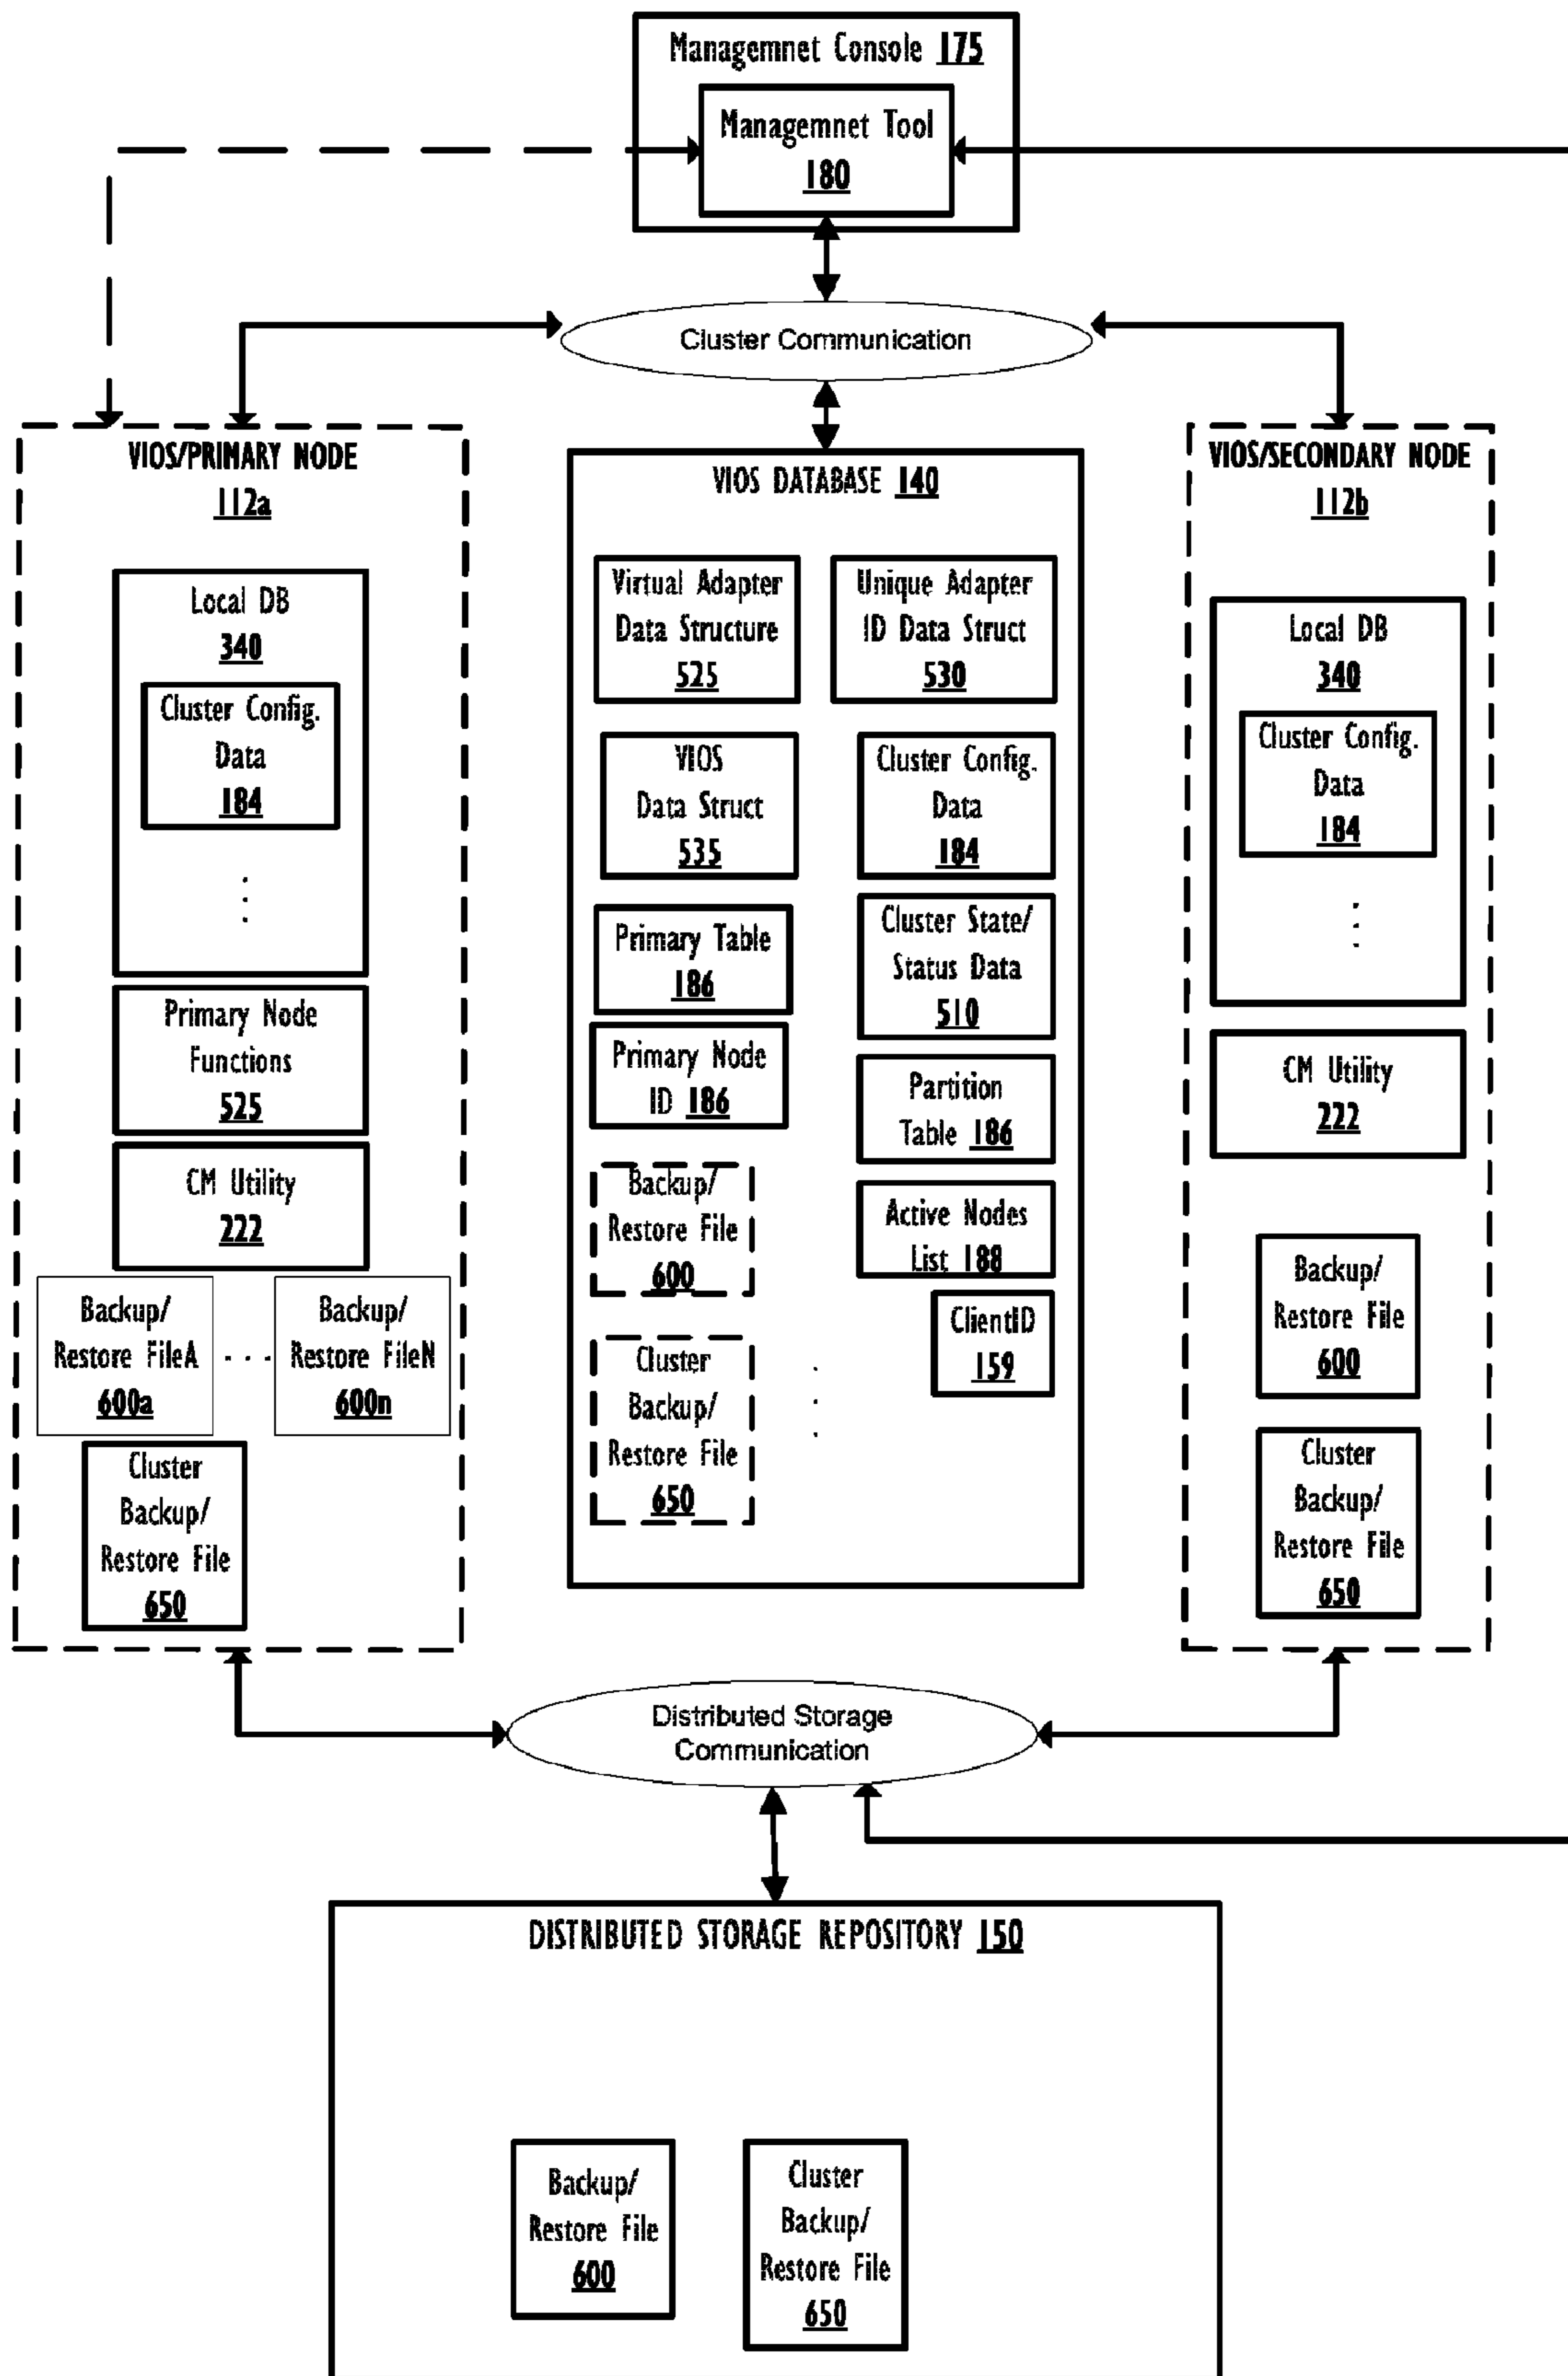 Managemnet Console 175
Managemnet Tool
180
Cluster Communication
VIOS/PRIMARY NODE
112a
Local DB
340
Cluster Config.
Data
184
Primary Node
Functions
525
CM Utility
222
Backup/
Restore FileA
600a
. . .
Backup/
Restore FileN
600n
Cluster
Backup/
Restore File
650
VIOS DATABASE 140
Virtual Adapter
Data Structure
525
Unique Adapter
ID Data Struct
530
VIOS
Data Struct
535
Cluster Config.
Data
184
Primary Table
186
Cluster State/
Status Data
510
Primary Node
ID 186
Partition
Table 186
Backup/
Restore File
600
Active Nodes
List 188
Cluster
Backup/
Restore File
650
ClientID
159
VIOS/SECONDARY NODE
112b
Local DB
340
Cluster Config.
Data
184
CM Utility
222
Backup/
Restore File
600
Cluster
Backup/
Restore File
650
Distributed Storage
Communication
DISTRIBUTED STORAGE REPOSITORY 150
Backup/
Restore File
600
Cluster
Backup/
Restore File
650